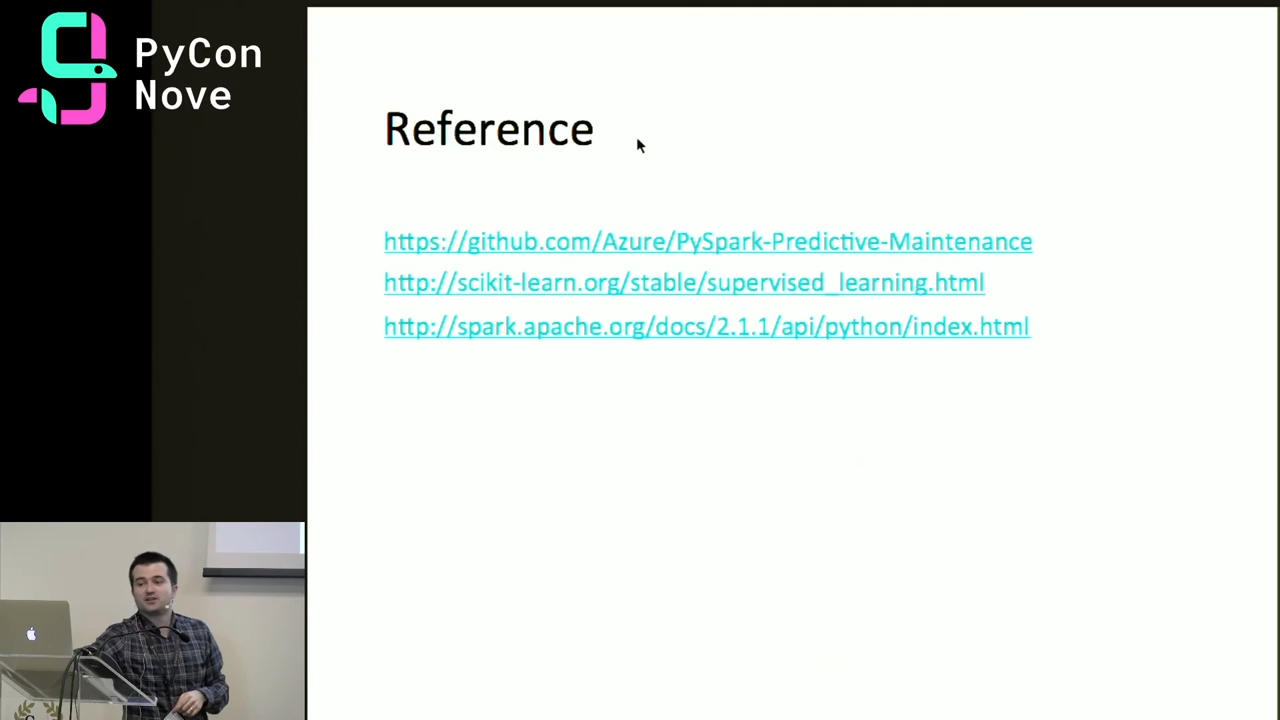 PyCon
Nove
Reference
https://github.com/Azure/PySpark-Predictive-Maintenance
http://scikit-learn.org/stable/supervised_learning.html
http://spark.apache.org/docs/2.1.1/api/python/index.html